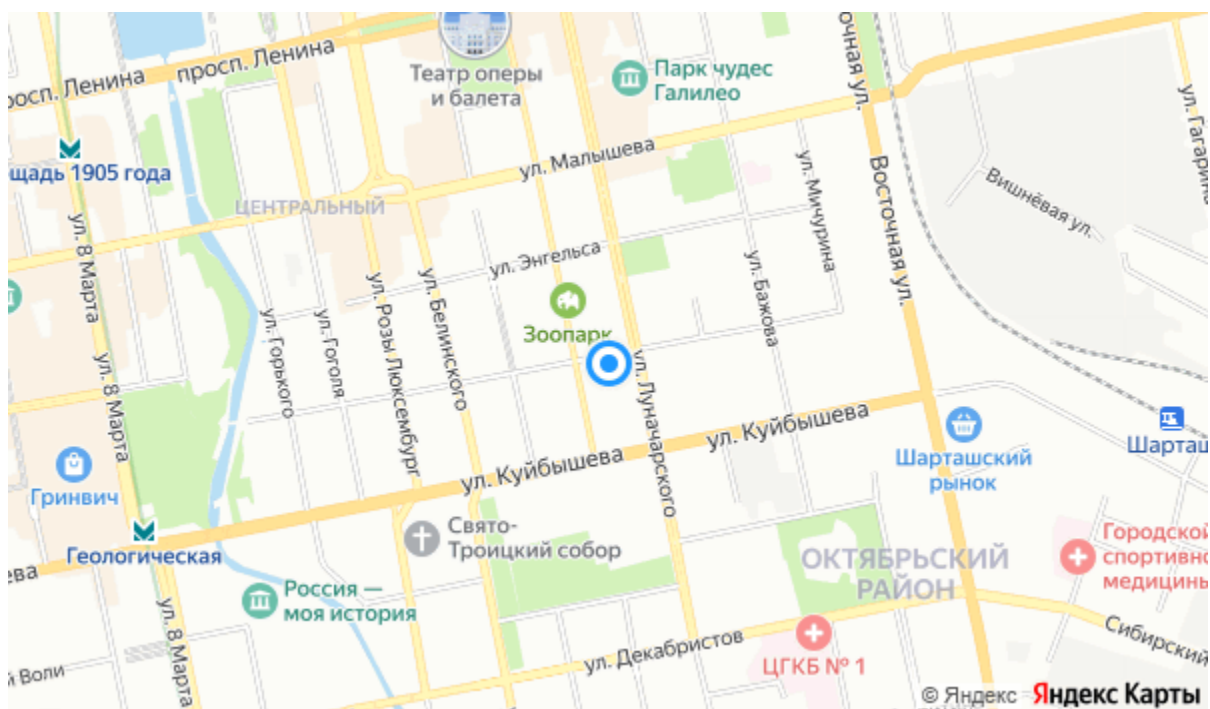 просп. Ленина
просп. Ленина
Театр оперы
и балета
Парк чудес
Галилео
очная ул.
ул. Гагарина
ул. Малышева
щадь 1905 года
ЦЕНТРАЛЬНЫЙ
ул. Мичурина
Восточная ул.
Вишнёвая ул.
ул. 8 Марта
ул. Энгельса
ул. Бажова
Зоопарк
ул. Горького
ул. Гоголя
ул. Розы Люксембург
ул. Белинского
ул. 8 Марта
ул. Луначарского
ул. Куйбышева
ул. Куйбышева
Шарташ
Шарташский
рынок
Гринвич
Геологическая
Свято-
Троицкий собор
ева
ОКТЯБРЬСКИЙ
РАЙОН
Городской
спортивно
медицины
Россия —
моя история
ул. 8 Марта
ул. Декабристов
Сибирский
ЦГКБ № 1
й Воли
© Яндекс Яндекс Карты